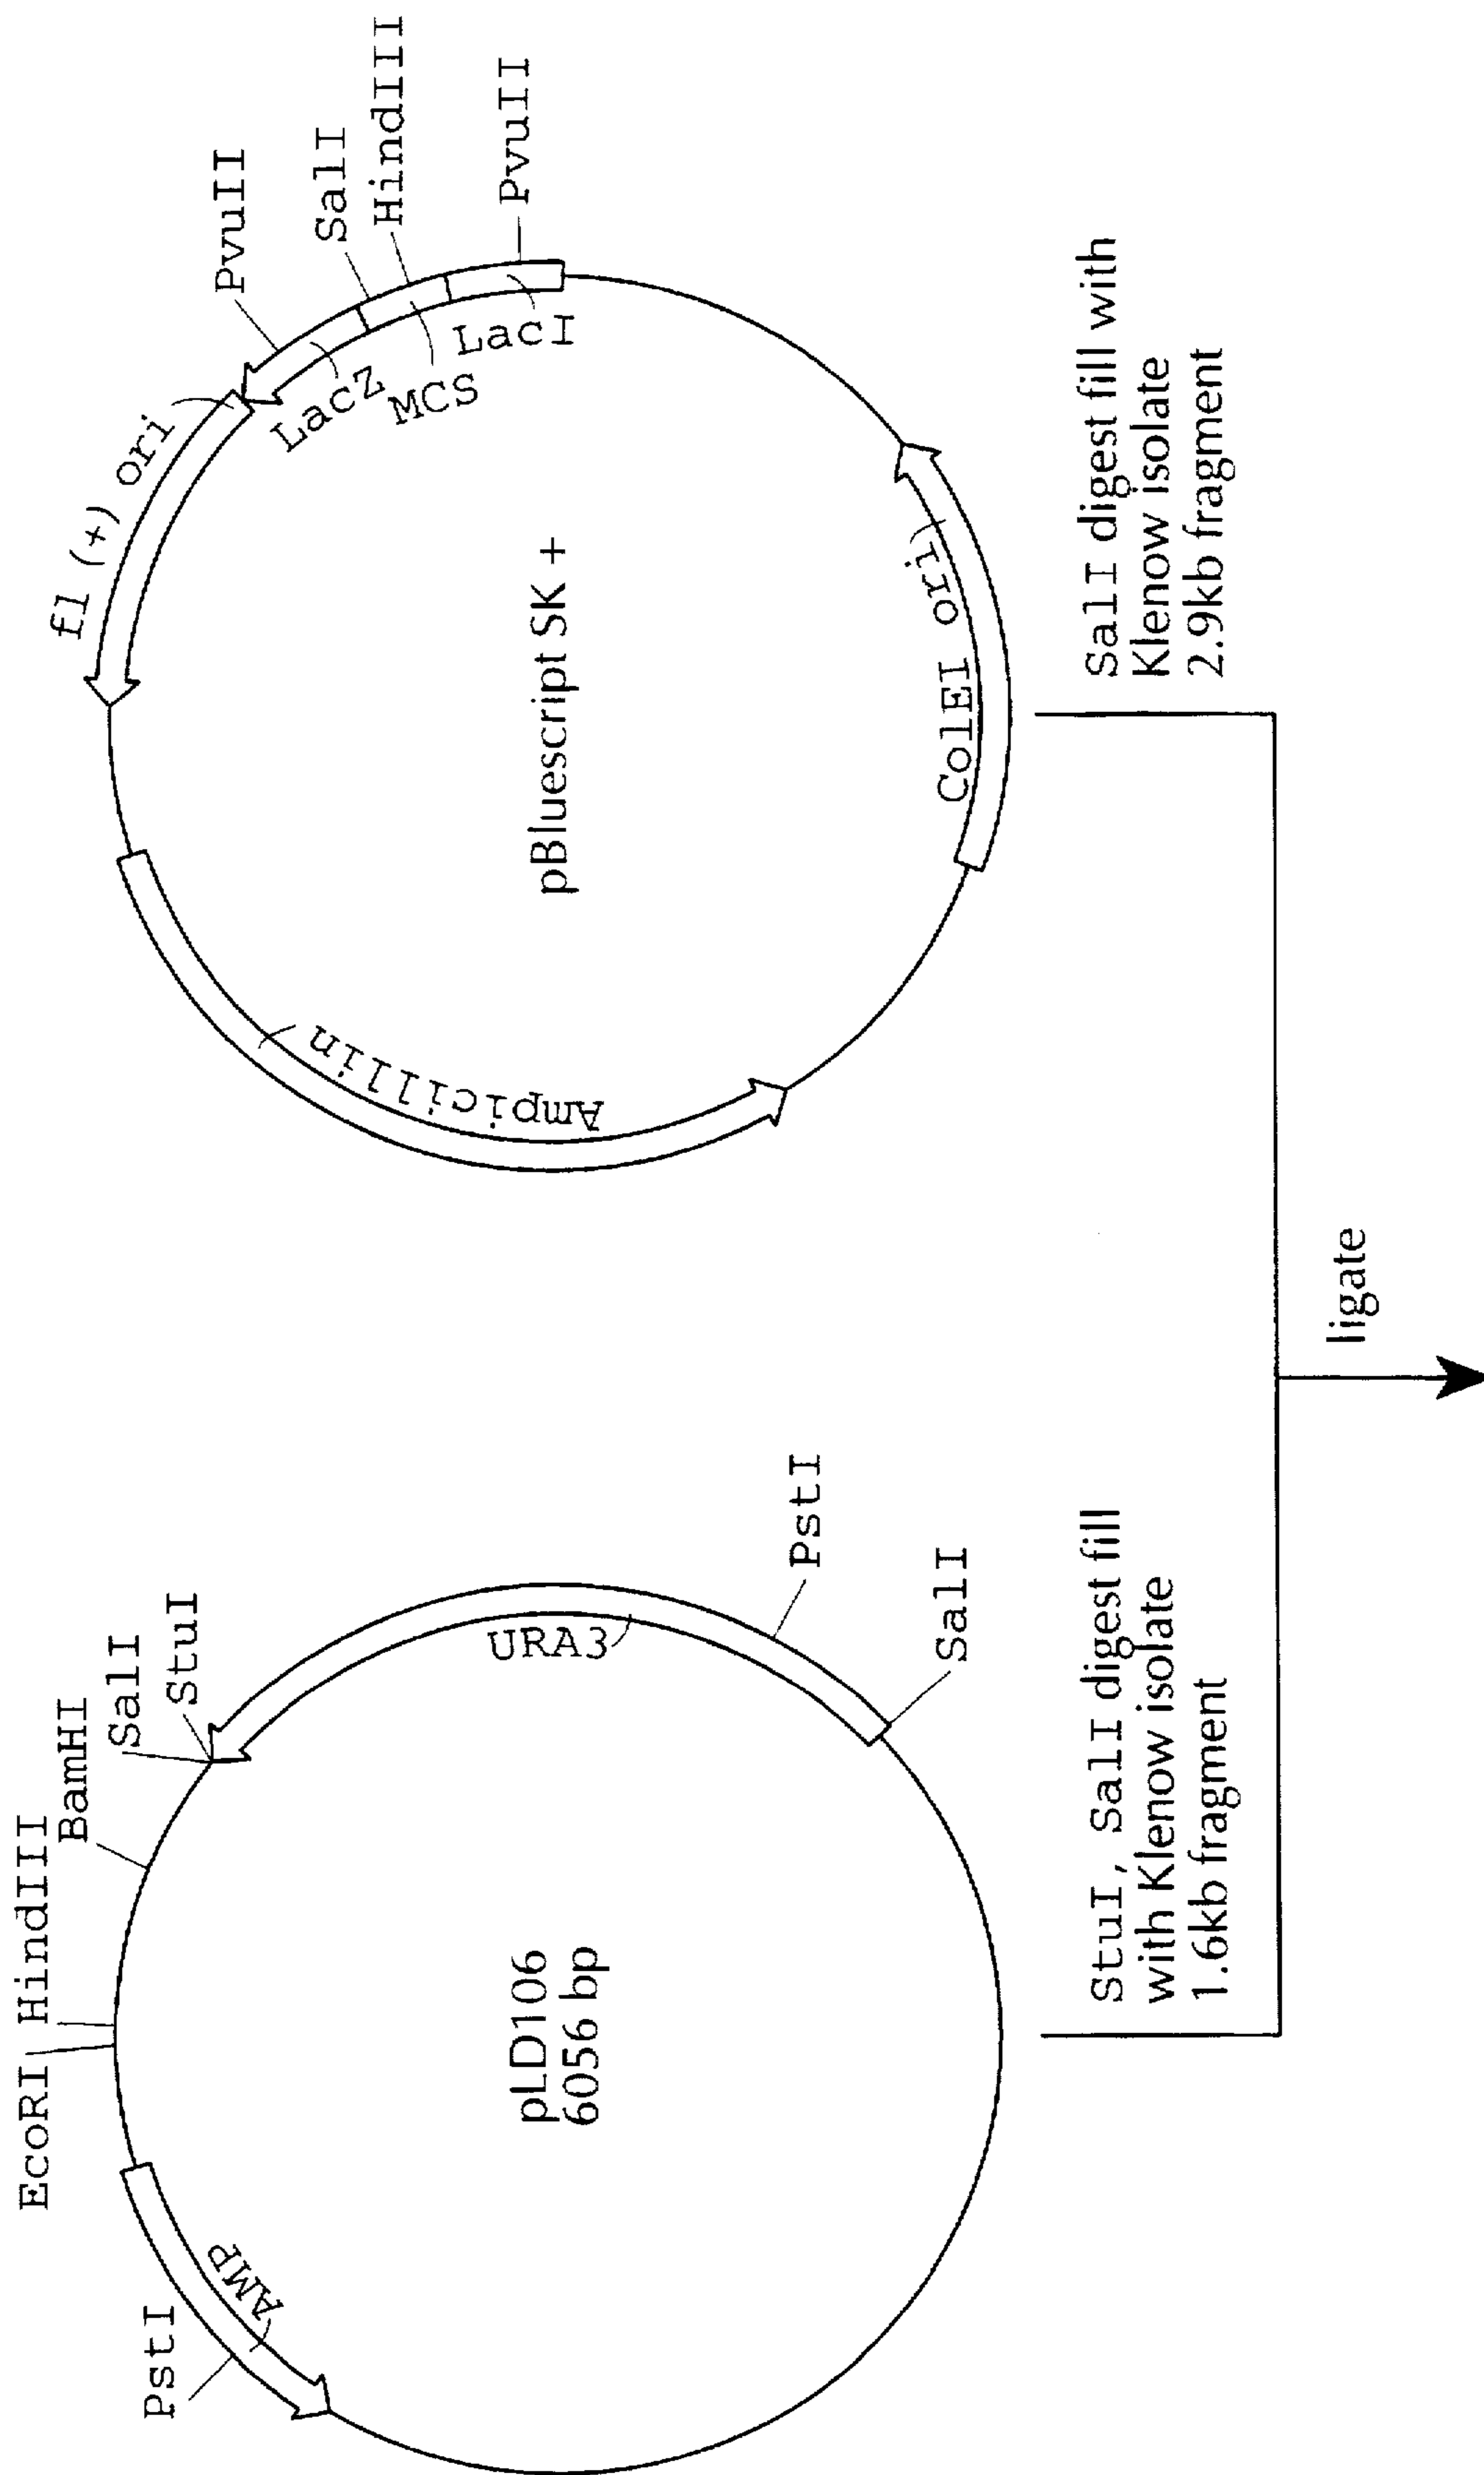 EcoRI
HindIII
BamHI
SalI
StuI
PstI
AMP
URA3
PstI
SalI
pLD106
6056 bp
StuI, SalI digest fill
with Klenow isolate
1.6kb fragment
f1 (+) ori
PvuII
SalI
HindIII
PvuII
LacZ
MCS
LacI
pBluescript SK +
Ampicillin
ColEI ori
SalI digest fill with
Klenow isolate
2.9kb fragment
ligate